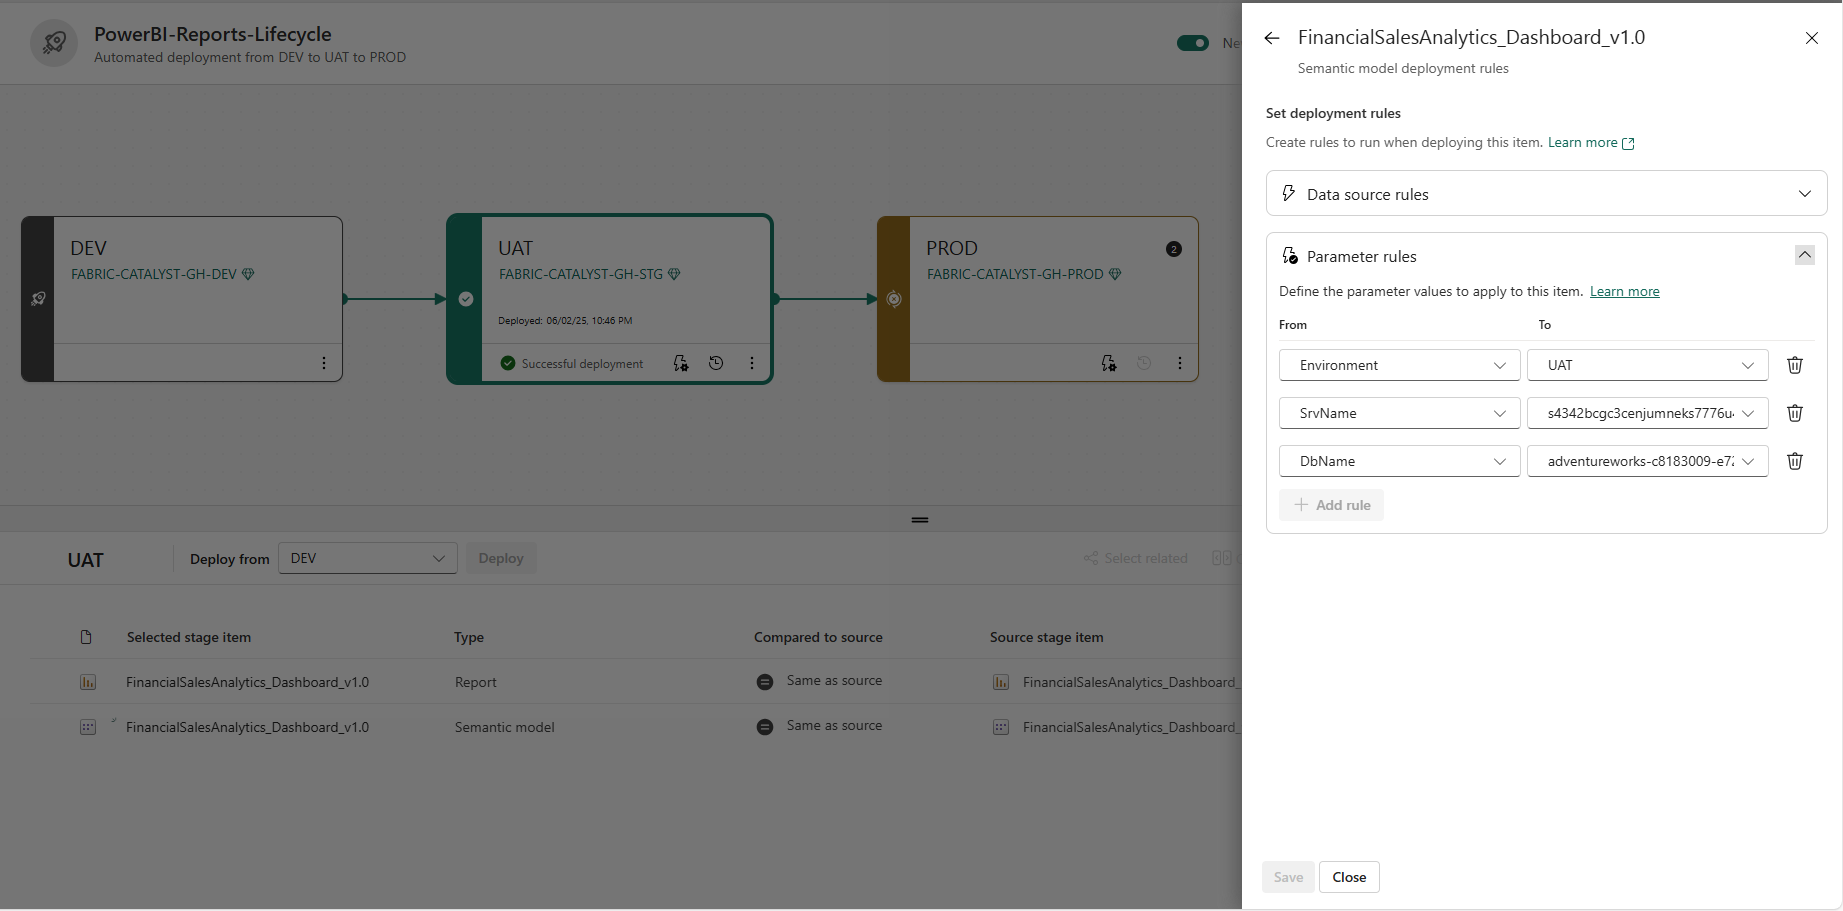 PowerBI-Reports-Lifecycle
Automated deployment from DEV to UAT to PROD
DEV
FABRIC-CATALYST-GH-DEV
UAT
FABRIC-CATALYST-GH-STG
Deployed: 06/02/25, 10:46 PM
Successful deployment
PROD
2
FABRIC-CATALYST-GH-PROD
UAT
Deploy from
DEV
Deploy
Select related
Selected stage item
Type
Compared to source
Source stage item
FinancialSalesAnalytics_Dashboard_v1.0
Report
Same as source
FinancialSalesAnalytics_Dashboard_
FinancialSalesAnalytics_Dashboard_v1.0
Semantic model
Same as source
FinancialSalesAnalytics_Dashboard_
FinancialSalesAnalytics_Dashboard_v1.0
Semantic model deployment rules
Set deployment rules
Create rules to run when deploying this item. Learn more
Data source rules
Parameter rules
Define the parameter values to apply to this item. Learn more
From
To
Environment
UAT
SrvName
s4342bcgc3cenjumneks7776u
DbName
adventureworks-c8183009-e7
Add rule
Save
Close